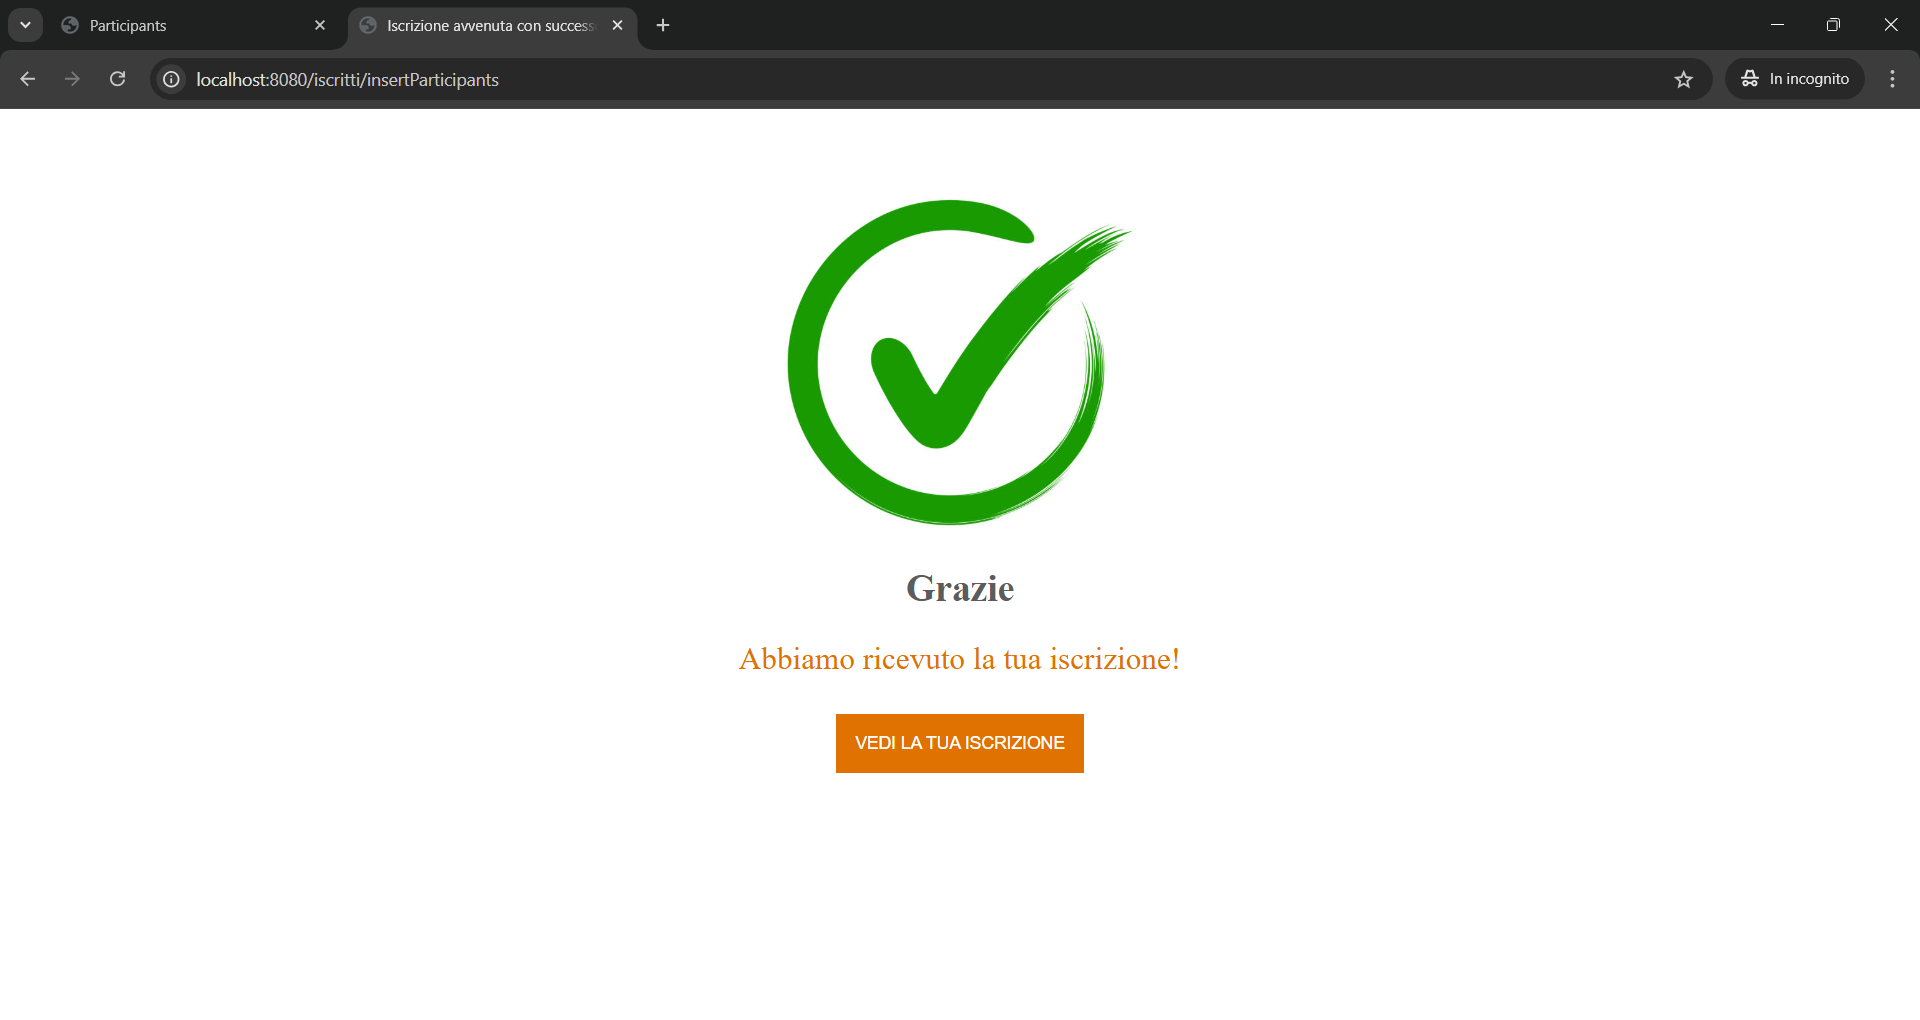 Participants
Iscrizione avvenuta con success
localhost:8080/iscritti/insertParticipants
In incognito
Grazie
Abbiamo ricevuto la tua iscrizione!
VEDI LA TUA ISCRIZIONE